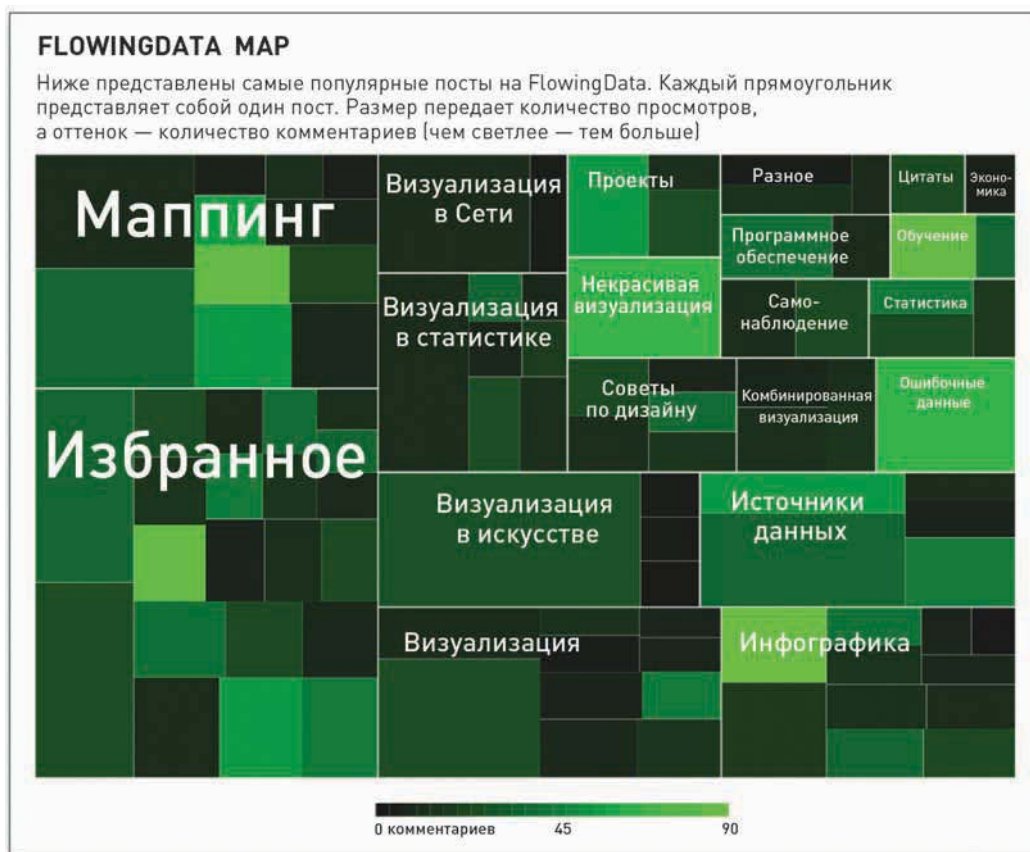 FLOWINGDATA MAP
Ниже представлены самые популярные посты на FlowingData. Каждый прямоугольник
представляет собой один пост. Размер передает количество просмотров,
а оттенок — количество комментариев (чем светлее — тем больше)
Маппинг
Визуализация
в Сети
Проекты
Разное
Цитаты
Эконо-
мика
Программное
обеспечение
Обучение
Некрасивая
визуализация
Визуализация
в статистике
Само-
наблюдение
Статистика
Избранное
Советы
по дизайну
Комбинированная
визуализация
Ошибочные
данные
Визуализация
в искусстве
Источники
данных
Визуализация
Инфографика
0 комментариев 45 90